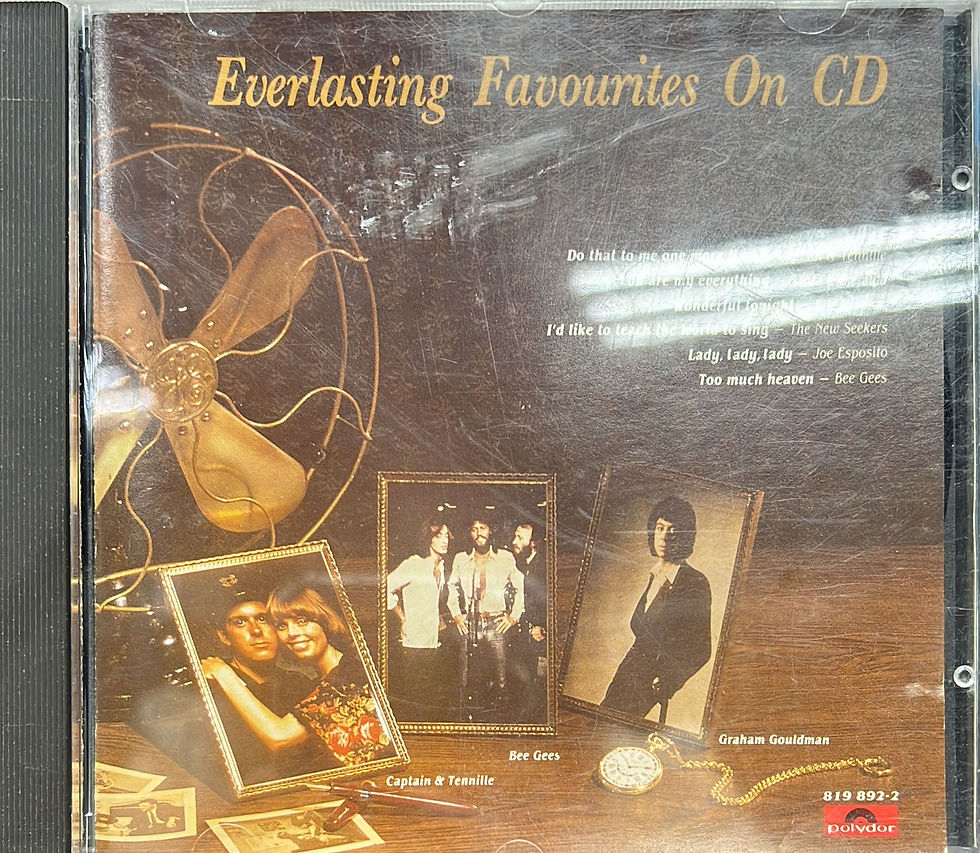 Everlasting Favourites On CD
Do that to me one more
You are my everything
Wonderful tonight
I'd like to teach the world to sing — The New Seekers
Lady, lady, lady — Joe Esposito
Too much heaven — Bee Gees
Graham Gouldman
Bee Gees
Captain & Tennille
819 892-2
polydor